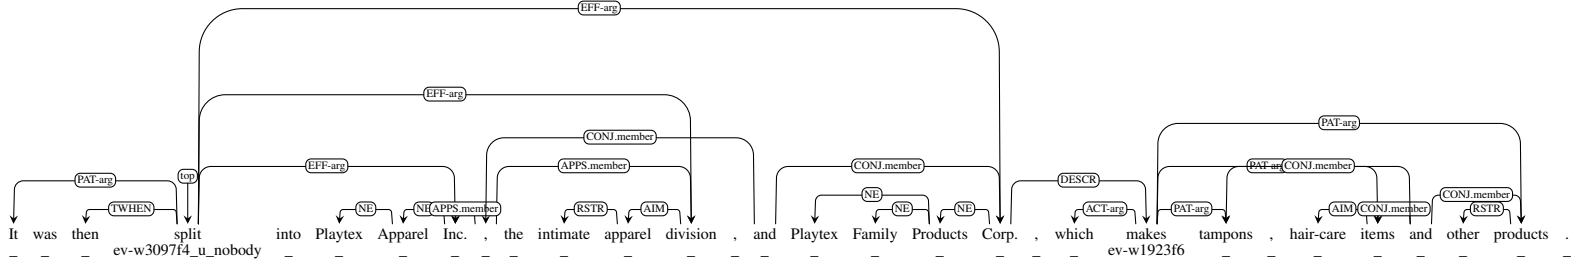 EFF-arg
EFF-arg
CONJ.member
PAT-arg
EFF-arg APPS.member CONJ.member PAT-arg CONJ.member
PAT-arg top DESCR
NE CONJ.member
TWHEN NE NE APPS.member RSTR AIM NE NE ACT-arg PAT-arg AIM CONJ.member RSTR
It was then split into Playtex Apparel Inc. , the intimate apparel division , and Playtex Family Products Corp. , which makes tampons , hair-care items and other products .
_ _ _ ev-w3097f4_u_nobody _ _ _ _ _ _ _ _ _ _ _ _ _ _ _ _ _ ev-w1923f6 _ _ _ _ _ _ _ _